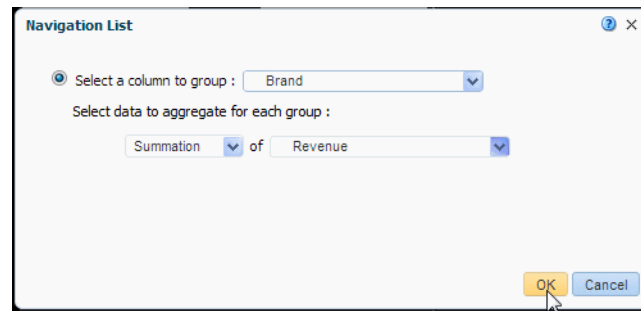 Navigation List
Select a column to group : Brand
Select data to aggregate for each group :
Summation of Revenue
OK Cancel